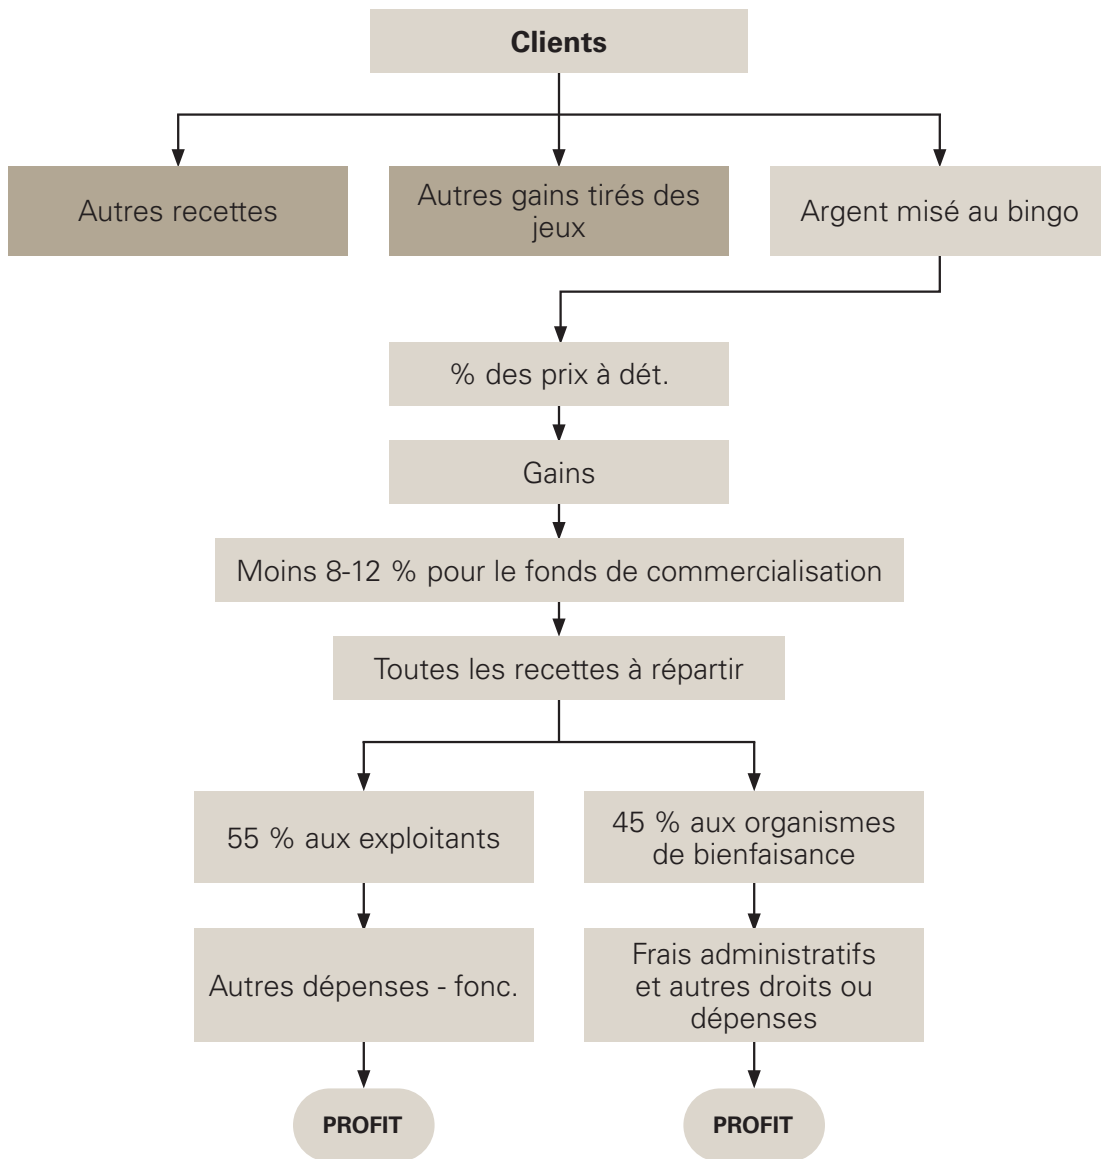 Clients
Autres recettes
Autres gains tirés des
jeux
Argent misé au bingo
% des prix à dét.
Gains
Moins 8-12 % pour le fonds de commercialisation
Toutes les recettes à répartir
55 % aux exploitants
45 % aux organismes
de bienfaisance
Autres dépenses - fonc.
Frais administratifs
et autres droits ou
dépenses
PROFIT
PROFIT